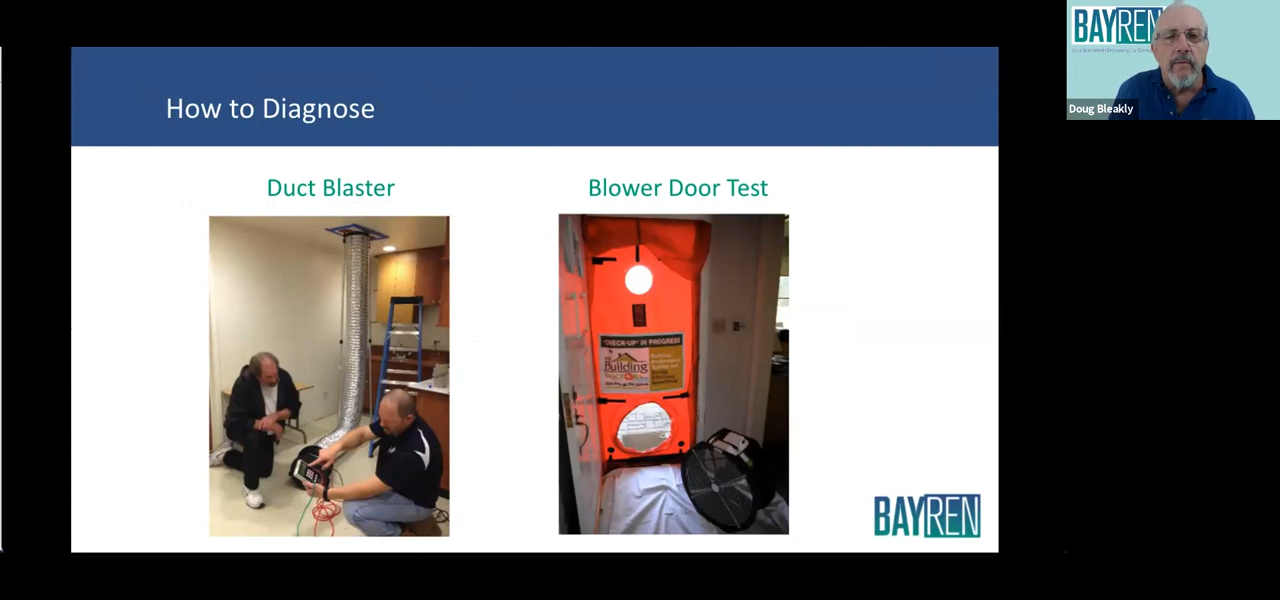 How to Diagnose
Duct Blaster
Blower Door Test
"CHECK-UP" IN PROGRESS
Building
BAYREN
BAYREN
Doug Bleakly